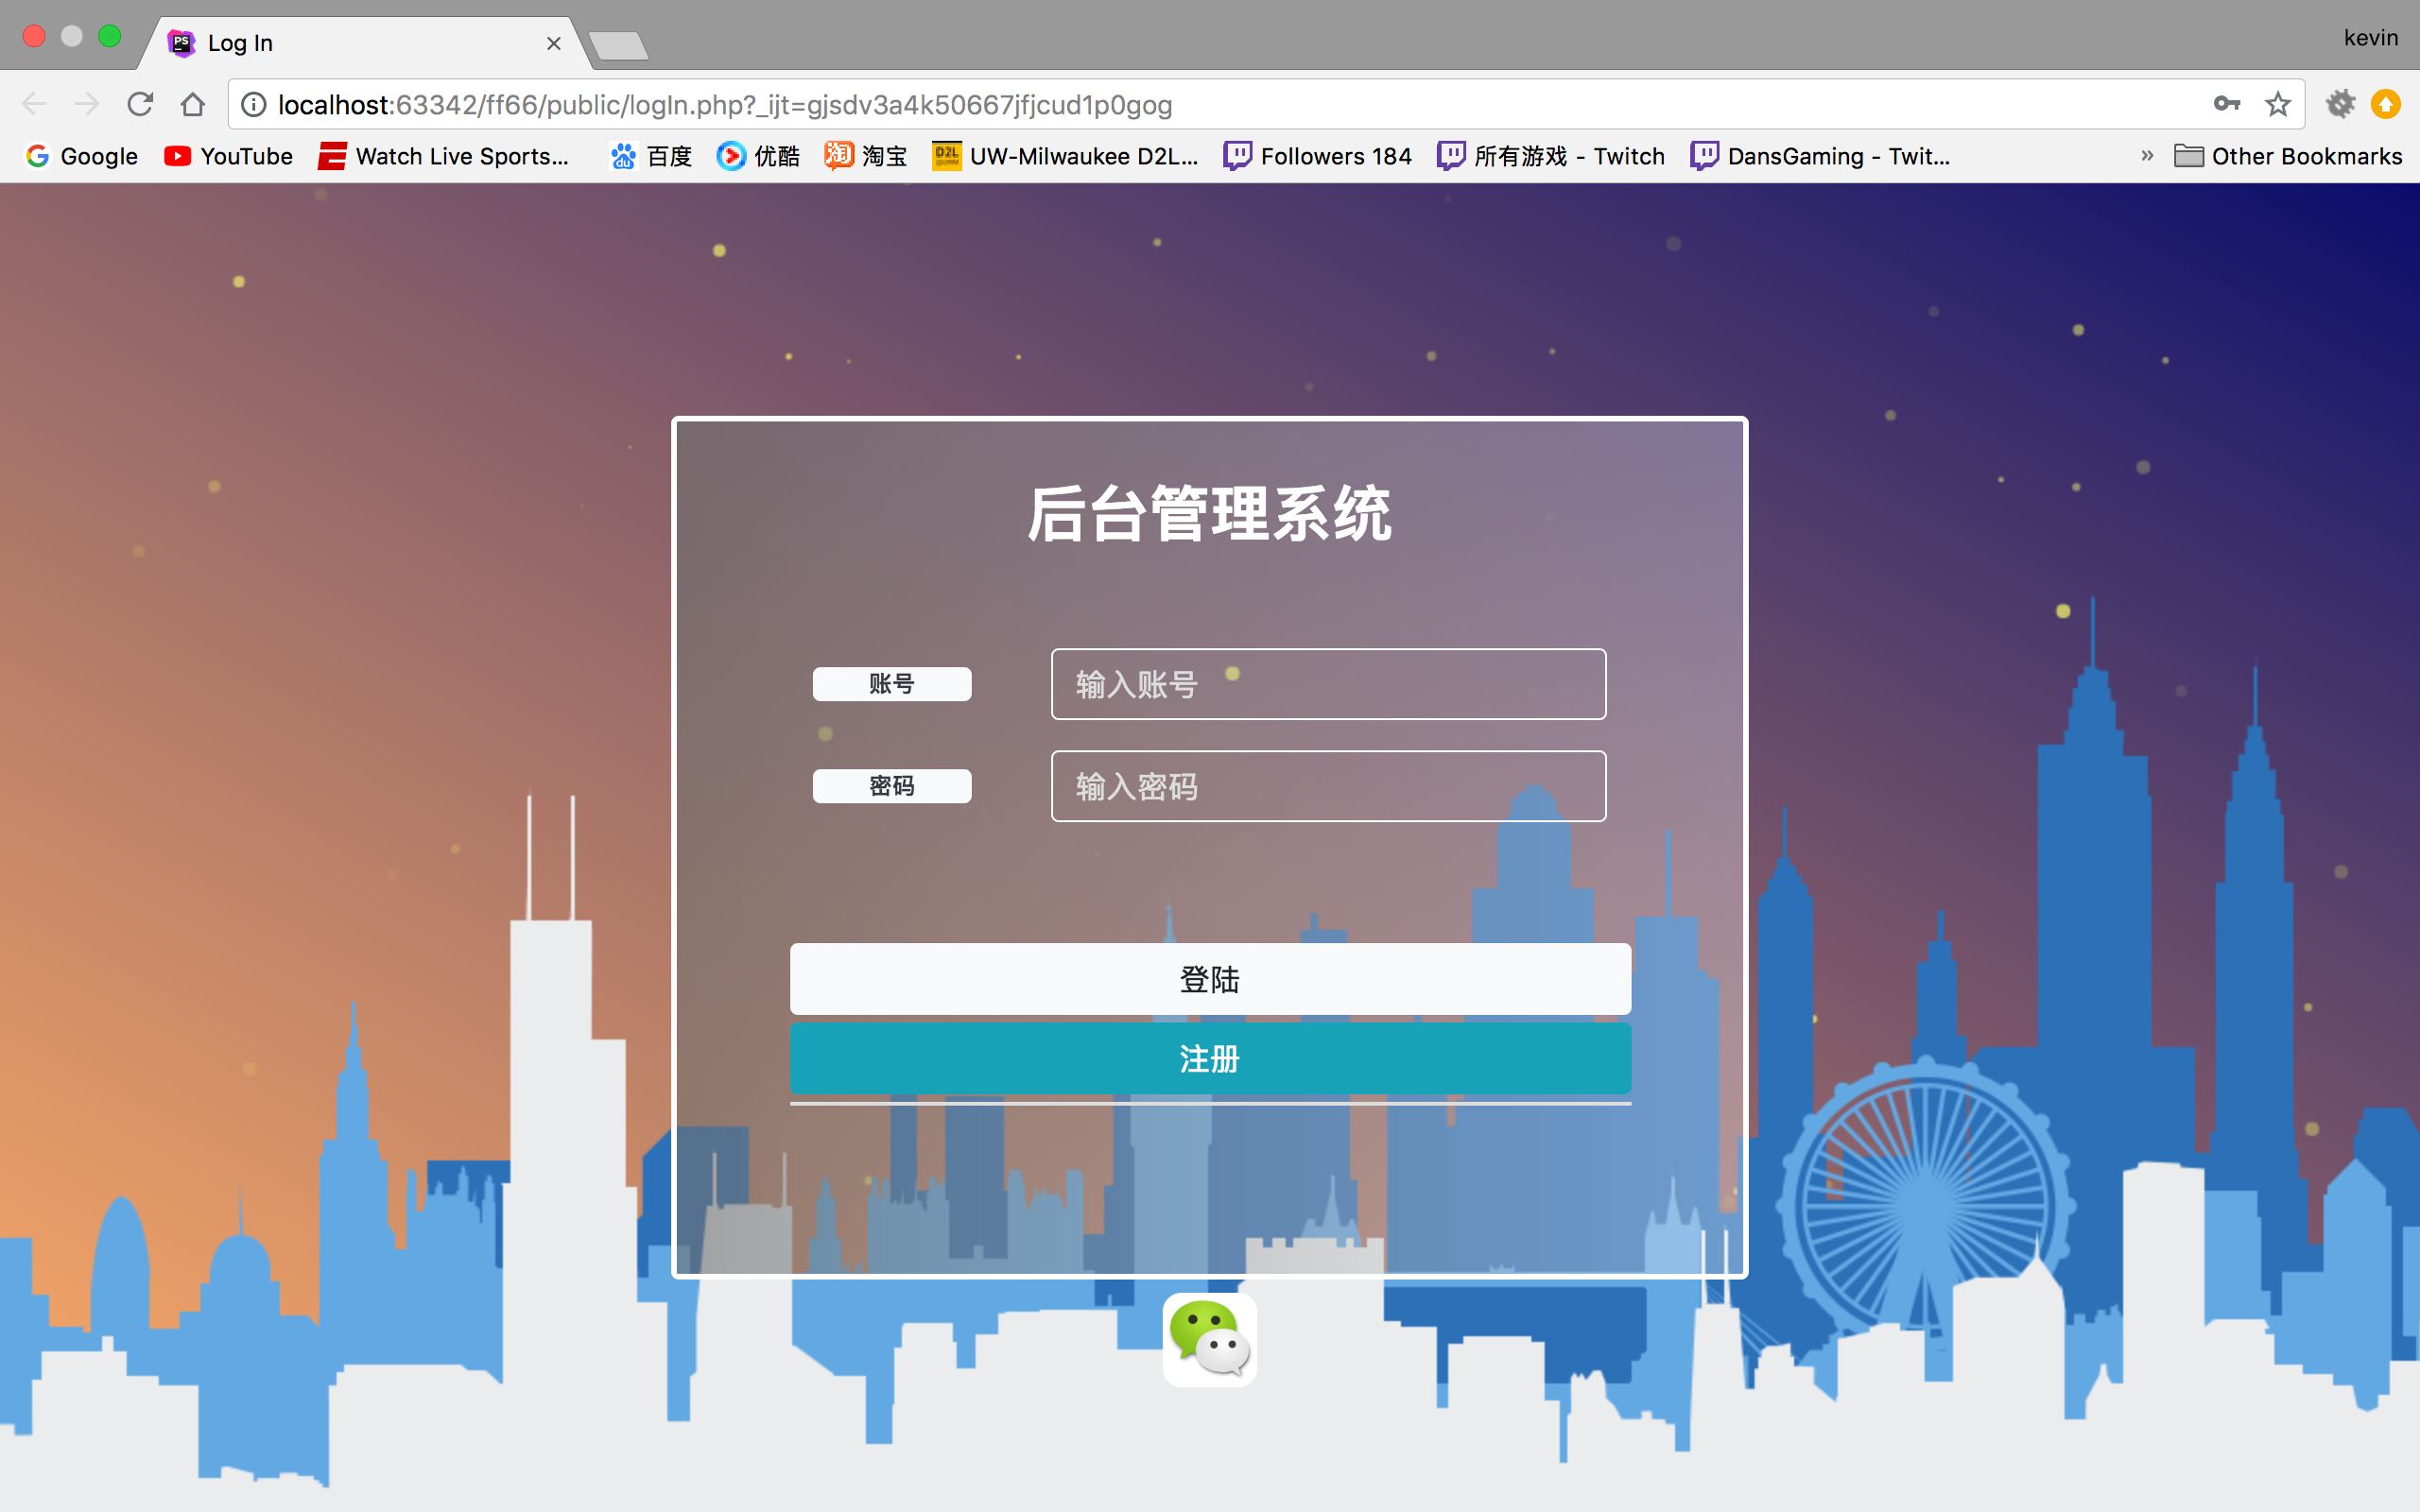 Log In
kevin
localhost:63342/ff66/public/logIn.php?_ijt=gjsdv3a4k50667jfjcud1p0gog
Google YouTube Watch Live Sports... 百度 优酷 淘宝 UW-Milwaukee D2L... Followers 184 所有游戏 - Twitch DansGaming - Twit... » Other Bookmarks
后台管理系统
账号 输入账号
密码 输入密码
登陆
注册